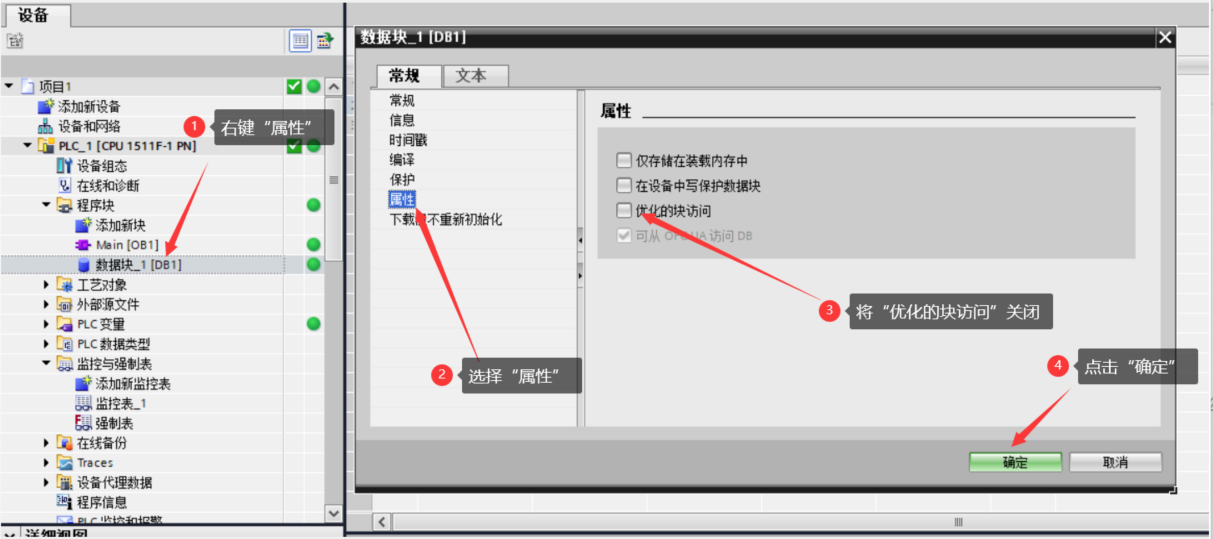 设备
项目1
添加新设备
设备和网络
PLC_1 [CPU 1511F-1 PN]
设备组态
在线和诊断
程序块
添加新块
Main [OB1]
数据块_1 [DB1]
工艺对象
外部源文件
PLC 变量
PLC 数据类型
监控与强制表
添加新监控表
监控表_1
强制表
在线备份
Traces
设备代理数据
程序信息
PLC 监控和报警
详细视图
1 右键“属性”
数据块_1 [DB1]
常规 文本
常规
信息
时间戳
编译
保护
属性
下载但不重新初始化
属性
仅存储在装载内存中
在设备中写保护数据块
优化的块访问
可从 OPC UA 访问 DB
2 选择“属性”
3 将“优化的块访问”关闭
4 点击“确定”
确定 取消